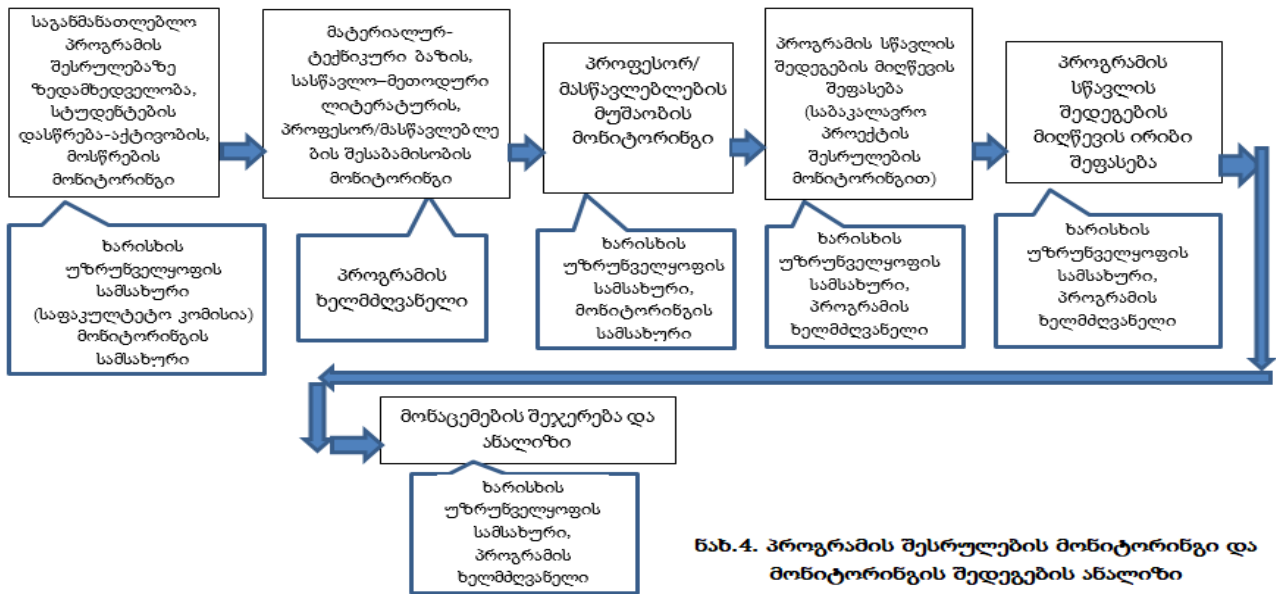 საგანმანათლებლო
პროგრამის
შესრულებაზე
ზედამხედველობა,
სტუდენტების
დასწრება-აქტივობის,
მოსწრების
მონიტორინგი
მატერიალურ-
ტექნიკური ბაზის,
სასწავლო–მეთოდური
ლიტერატურის,
პროფესორ/მასწავლებლე
ბის შესაბამისობის
მონიტორინგი
პროფესორ/
მასწავლებლების
მუშაობის
მონიტორინგი
პროგრამის სწავლის
შედეგების მიღწევის
შეფასება
(საბაკალავრო
პროექტის
შესრულების
მონიტორინგით)
პროგრამის
სწავლის
შედეგების
მიღწევის ირიბი
შეფასება
ხარისხის
უზრუნველყოფის
სამსახური
(საფაკულტეტო კომისია)
მონიტორინგის
სამსახური
პროგრამის
ხელმძღვანელი
ხარისხის
უზრუნველყოფის
სამსახური,
მონიტორინგის
სამსახური
ხარისხის
უზრუნველყოფის
სამსახური,
პროგრამის
ხელმძღვანელი
ხარისხის
უზრუნველყოფის
სამსახური,
პროგრამის
ხელმძღვანელი
მონაცემების შეჯერება და
ანალიზი
ხარისხის
უზრუნველყოფის
სამსახური,
პროგრამის
ხელმძღვანელი
ნახ.4. პროგრამის შესრულების მონიტორინგი და
მონიტორინგის შედეგების ანალიზი